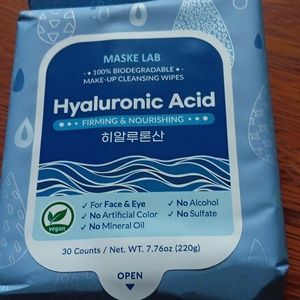 MASKE LAB
• 100% BIODEGRADABLE •
MAKE-UP CLEANSING WIPES
Hyaluronic Acid
FIRMING & NOURISHING
히알루론산
✓ For Face & Eye ✓ No Alcohol
✓ No Artificial Color ✓ No Sulfate
✓ No Mineral Oil
vegan
30 Counts / Net. WT. 7.76oz (220g)
OPEN